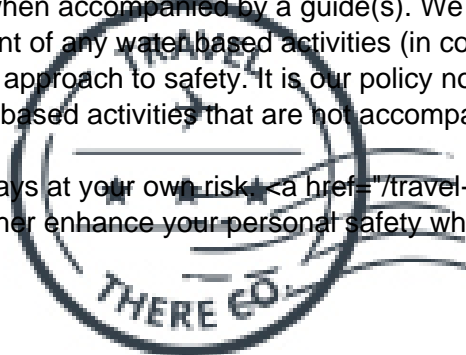 when accompanied by a guide(s). We
nt of any water based activities (in co
approach to safety. It is our policy no
based activities that are not accompa
ays at your own risk. <a href="/travel-
her enhance your personal safety wh
TRAVEL
THERE CO.